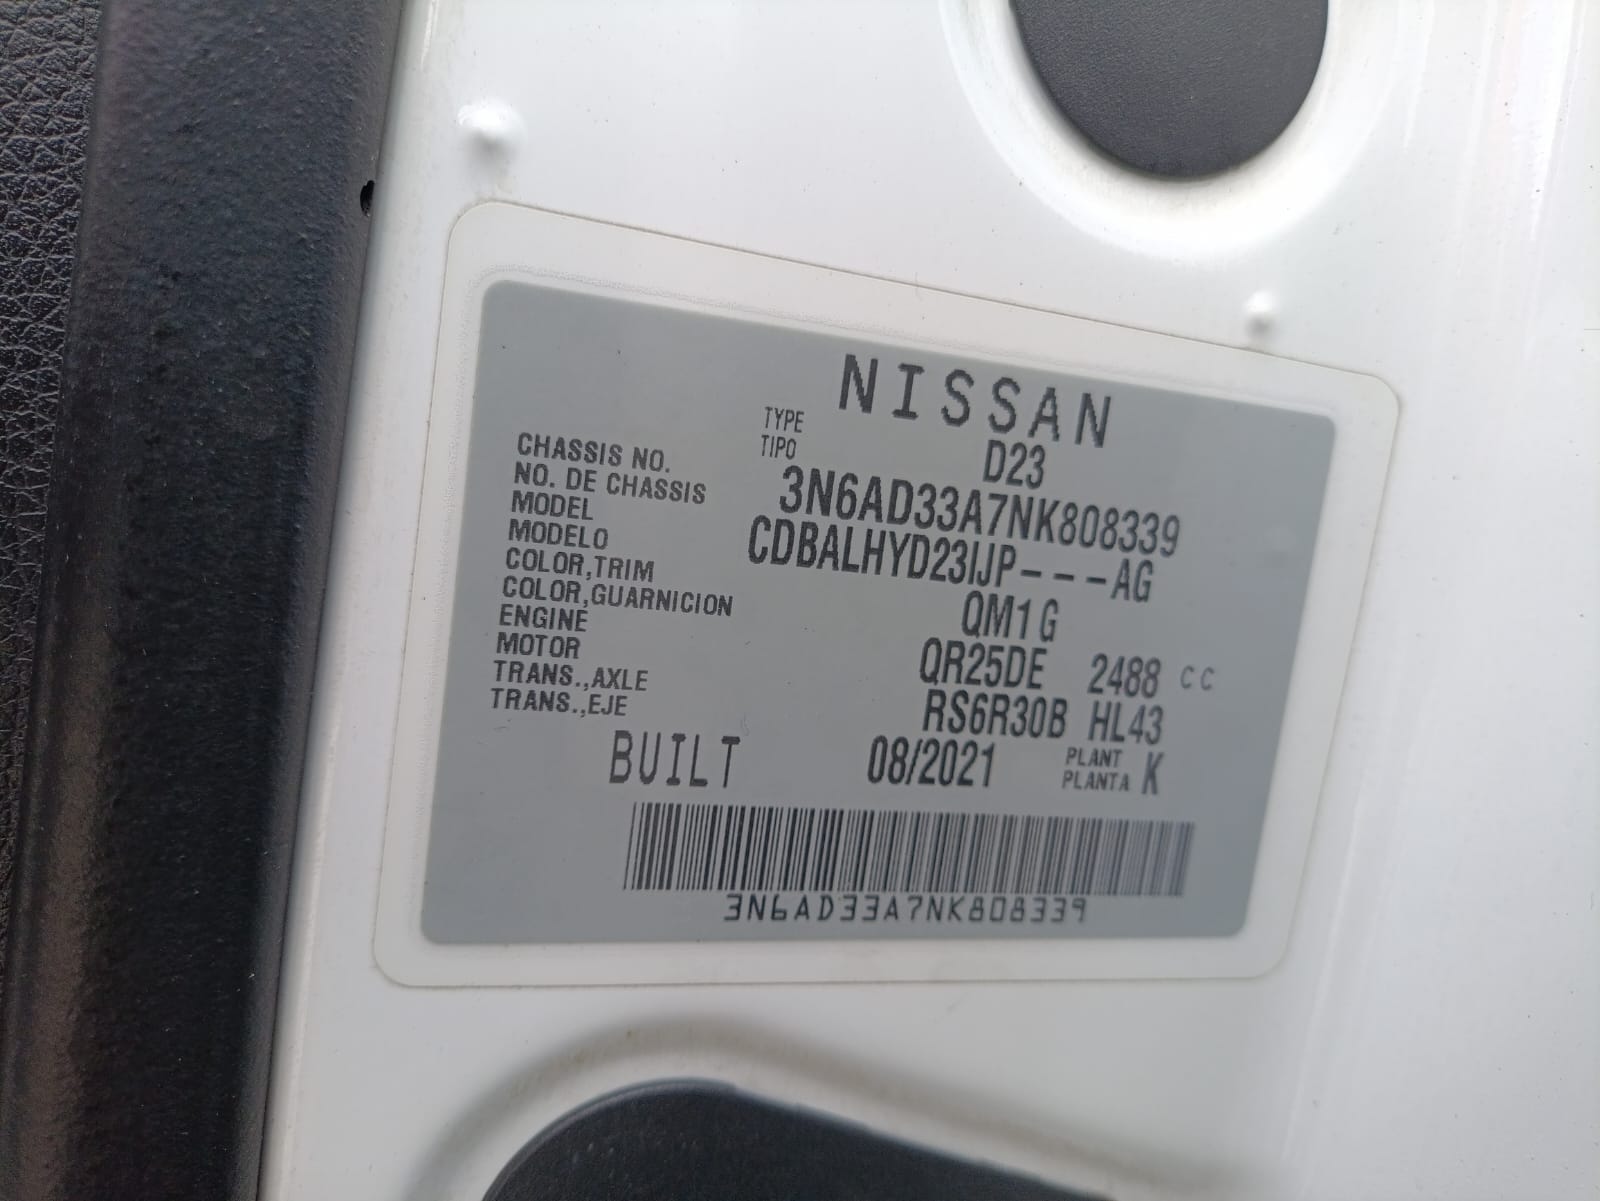 NISSAN
TYPE
TIPO
D23
CHASSIS NO.
NO. DE CHASSIS
3N6AD33A7NK808339
MODEL
MODELO
CDBALHYD23IJP---AG
COLOR,TRIM
COLOR,GUARNICION
QM1 G
ENGINE
MOTOR
QR25DE 2488 CC
TRANS.,AXLE
TRANS.,EJE
RS6R30B HL43
BUILT 08/2021
PLANT
PLANTA
K
3N6AD33A7NK808339